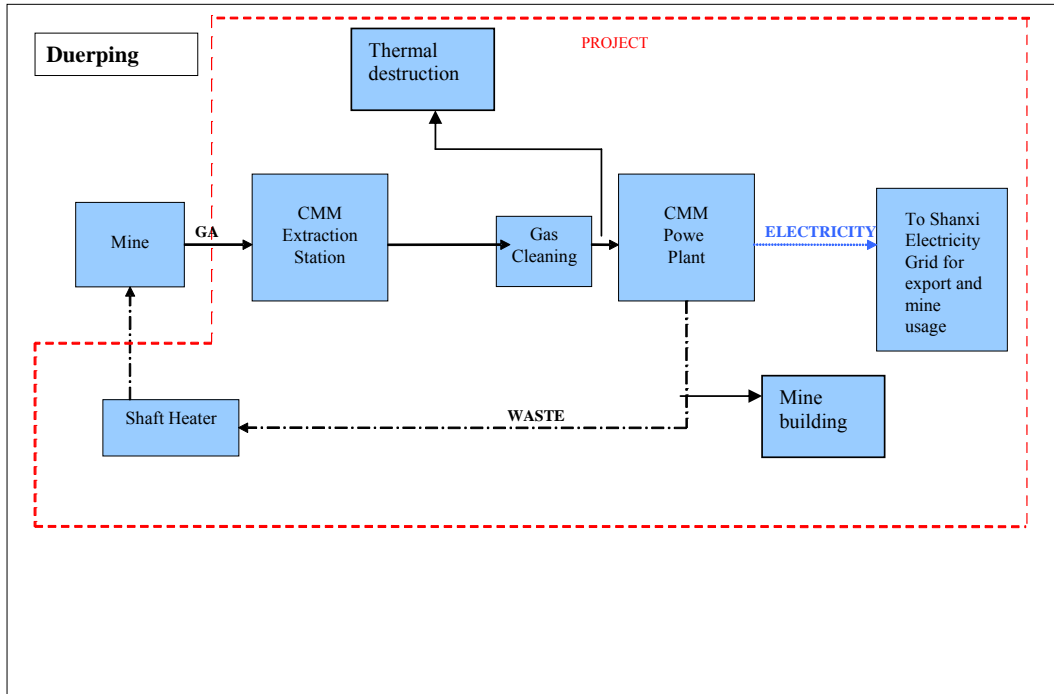 Duerping
PROJECT
Thermal
destruction
Mine
GA
CMM
Extraction
Station
Gas
Cleaning
CMM
Powe
Plant
ELECTRICITY
To Shanxi
Electricity
Grid for
export and
mine
usage
Shaft Heater
WASTE
Mine
building